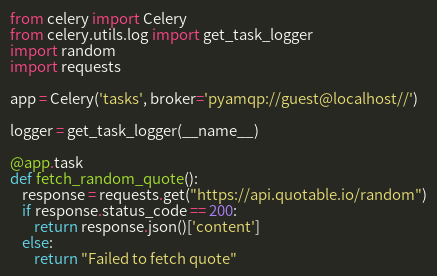 from celery import Celery
from celery.utils.log import get_task_logger
import random
import requests

app = Celery('tasks', broker='pyamqp://guest@localhost//')

logger = get_task_logger(__name__)

@app.task
def fetch_random_quote():
    response = requests.get("https://api.quotable.io/random")
    if response.status_code == 200:
        return response.json()['content']
    else:
        return "Failed to fetch quote"